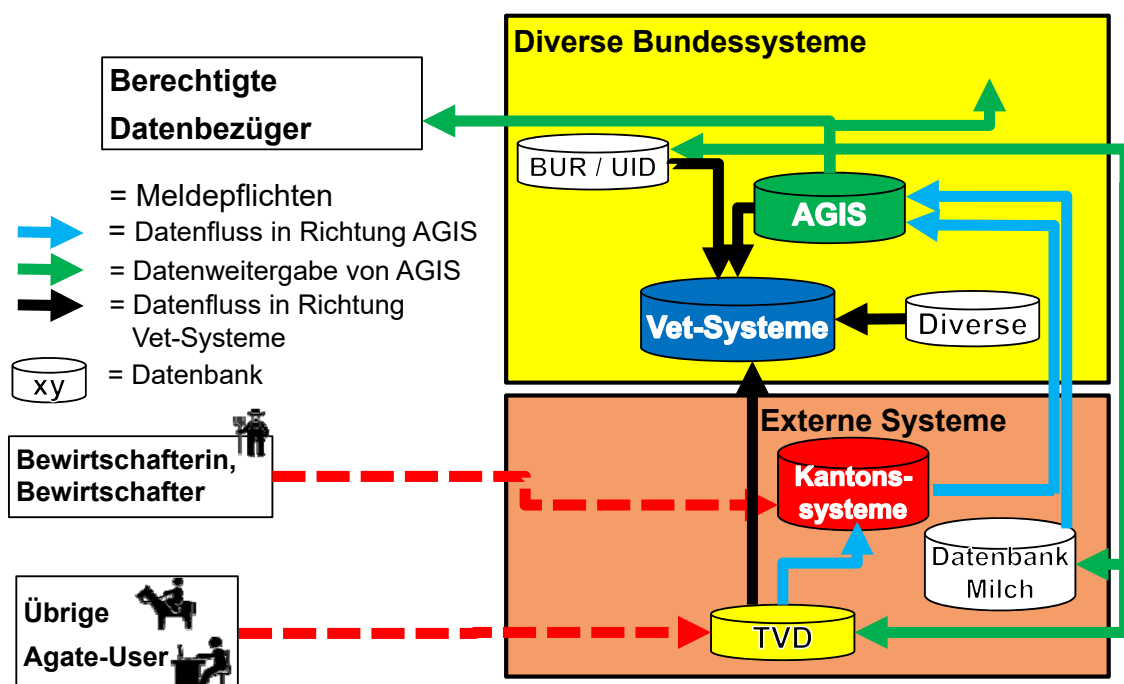 Diverse Bundessysteme
Berechtigte
Datenbezüger
BUR / UID
AGIS
= Meldepflichten
= Datenfluss in Richtung AGIS
= Datenweitergabe von AGIS
= Datenfluss in Richtung
Vet-Systeme
xy
= Datenbank
Vet-Systeme
Diverse
Externe Systeme
Bewirtschafterin,
Bewirtschafter
Kantons-
systeme
Datenbank
Milch
Übrige
Agate-User
TVD